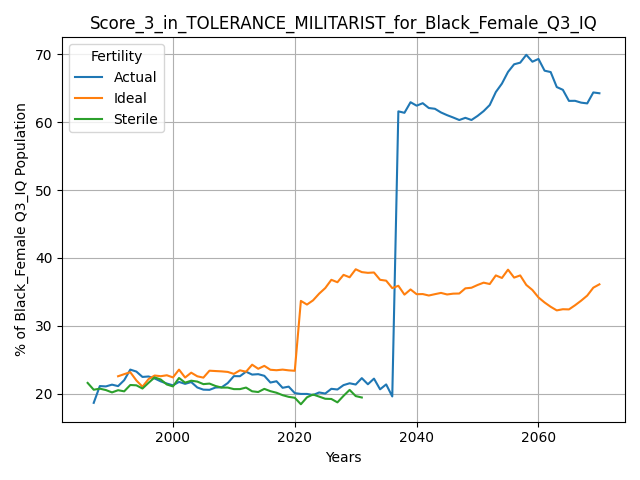 Score_3_in_TOLERANCE_MILITARIST_for_Black_Female_Q3_IQ
Fertility
Actual
Ideal
Sterile
% of Black_Female Q3_IQ Population
70
60
50
40
30
20
2000
2020
2040
2060
Years